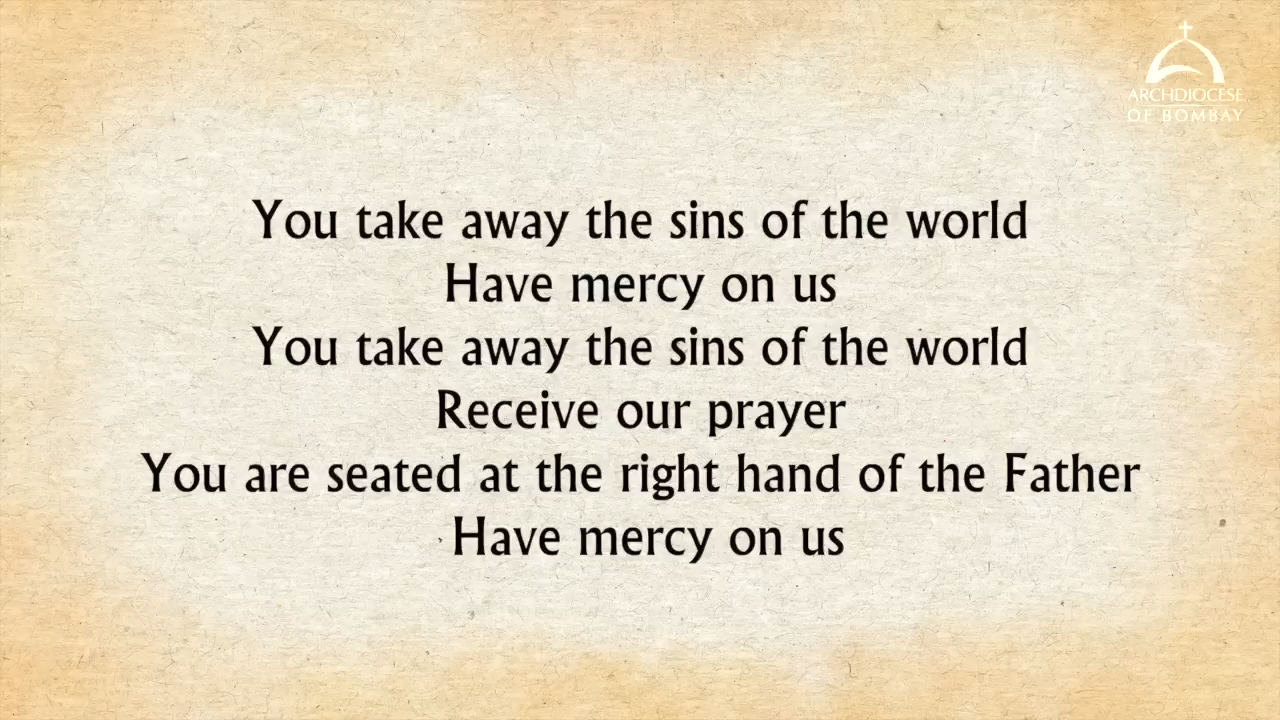 ARCHDIOCESE
OF BOMBAY
You take away the sins of the world
Have mercy on us
You take away the sins of the world
Receive our prayer
You are seated at the right hand of the Father
Have mercy on us